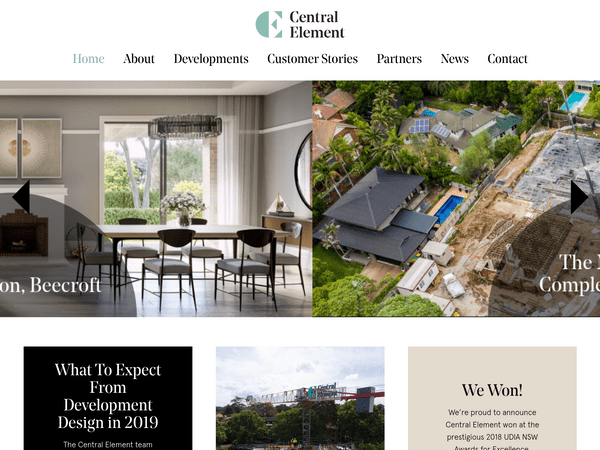 Central
Element
Home About Developments Customer Stories Partners News Contact
on, Beecroft
The
Comple
What To Expect
From
Development
Design in 2019
The Central Element team
Central
Element
We Won!
We're proud to announce
Central Element won at the
prestigious 2018 UDIA NSW
Awards for Excellence